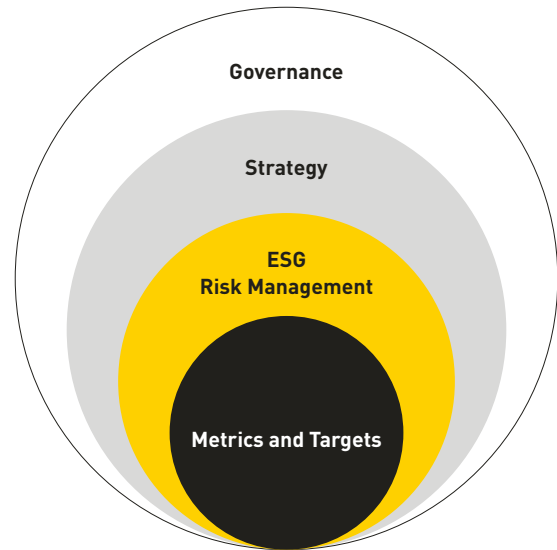 Governance
Strategy
ESG
Risk Management
Metrics and Targets